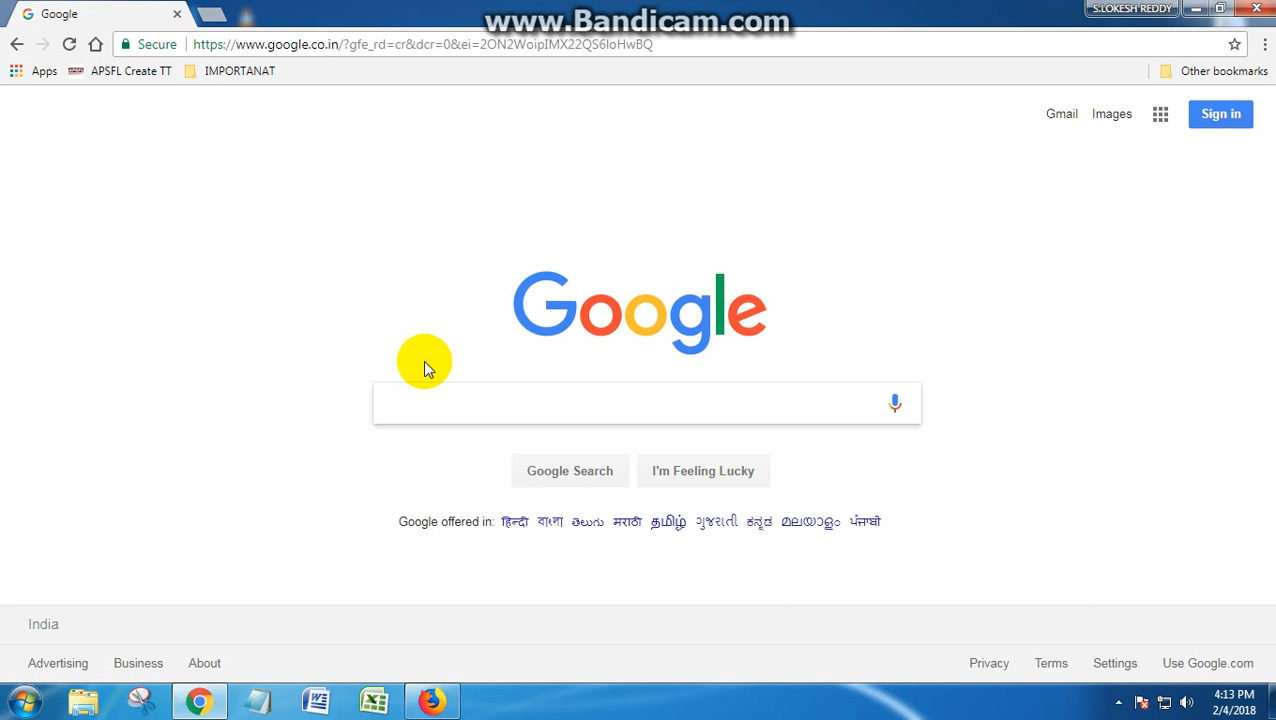 Google
www.Bandicam.com
S.LOKESH REDDY
Secure
https://www.google.co.in/?gfe_rd=cr&dcr=0&ei=2ON2WoipIMX22QS6IoHwBQ
Apps
APSFL Create TT
IMPORTANAT
Other bookmarks
Gmail
Images
Sign in
Google
Google Search
I'm Feeling Lucky
Google offered in: हिन्दी বাংলা తెలుగు मराठी தமிழ் ગુજરાતી ಕನ್ನಡ മലയാളം ਪੰਜਾਬੀ
India
Advertising
Business
About
Privacy
Terms
Settings
Use Google.com
4:13 PM
2/4/2018